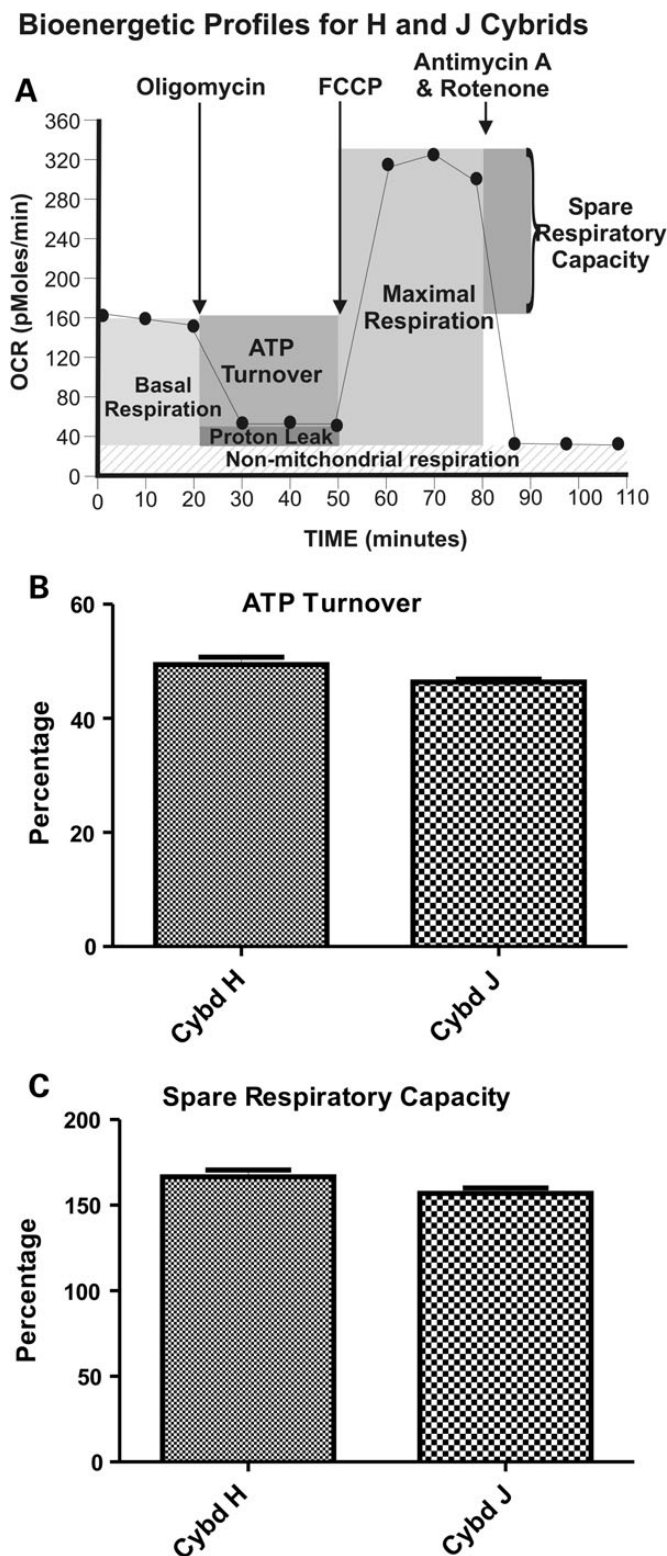 Bioenergetic Profiles for H and J Cybrids
A
Oligomycin
FCCP
Antimycin A
& Rotenone
OCR (pMoles/min)
360
320
280
240
200
160
120
80
40
0
Basal
Respiration
ATP
Turnover
Proton Leak
Maximal
Respiration
Spare
Respiratory
Capacity
Non-mitchondrial respiration
0 10 20 30 40 50 60 70 80 90 100 110
TIME (minutes)
B
ATP Turnover
Percentage
60
40
20
0
Cybd H
Cybd J
C
Spare Respiratory Capacity
Percentage
200
150
100
50
0
Cybd H
Cybd J